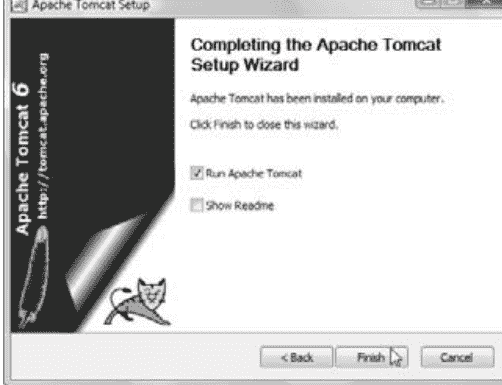 Apache Tomcat Setup
Completing the Apache Tomcat
Setup Wizard
Apache Tomcat has been installed on your computer.
Click Finish to close this wizard.
Run Apache Tomcat
Show Readme
Apache Tomcat 6
http://tomcat.apache.org
< Back
Finish
Cancel